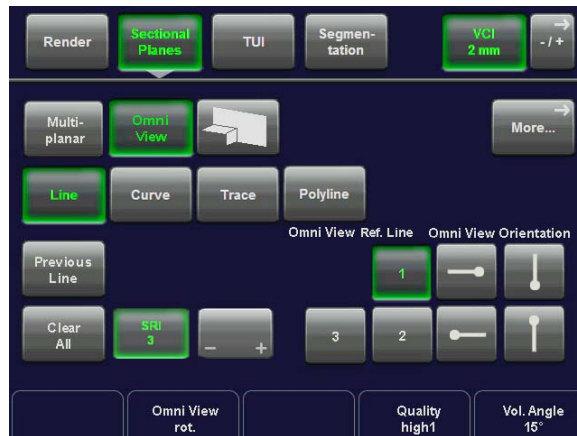 Render
Sectional
Planes
TUI
Segmen-
tation
VCI
2 mm
- / +
Multi-
planar
Omni
View
More...
Line
Curve
Trace
Polyline
Omni View Ref. Line
Omni View Orientation
Previous
Line
1
Clear
All
SRI
3
- +
3
2
Omni View
rot.
Quality
high1
Vol. Angle
15°